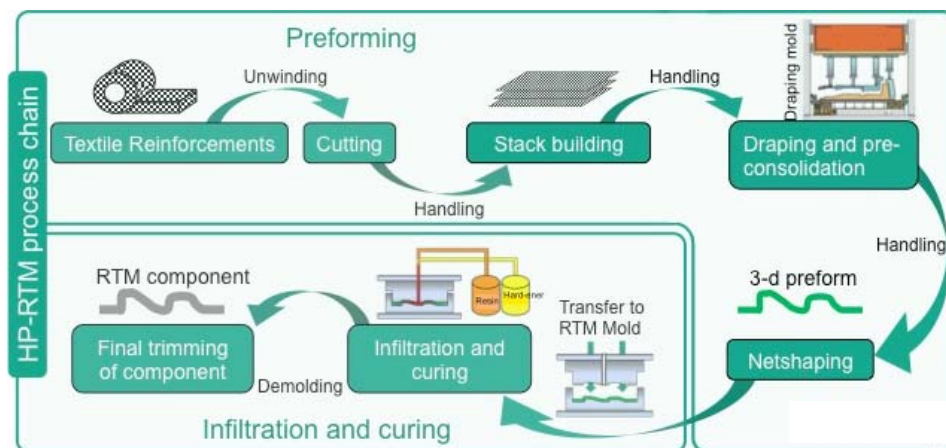 HP-RTM process chain
Preforming
Unwinding
Textile Reinforcements
Cutting
Handling
Stack building
Handling
Draping mold
Draping and pre-
consolidation
Handling
3-d preform
Netshaping
Transfer to
RTM Mold
Resin
Hard-ener
Infiltration and
curing
Demolding
RTM component
Final trimming
of component
Infiltration and curing